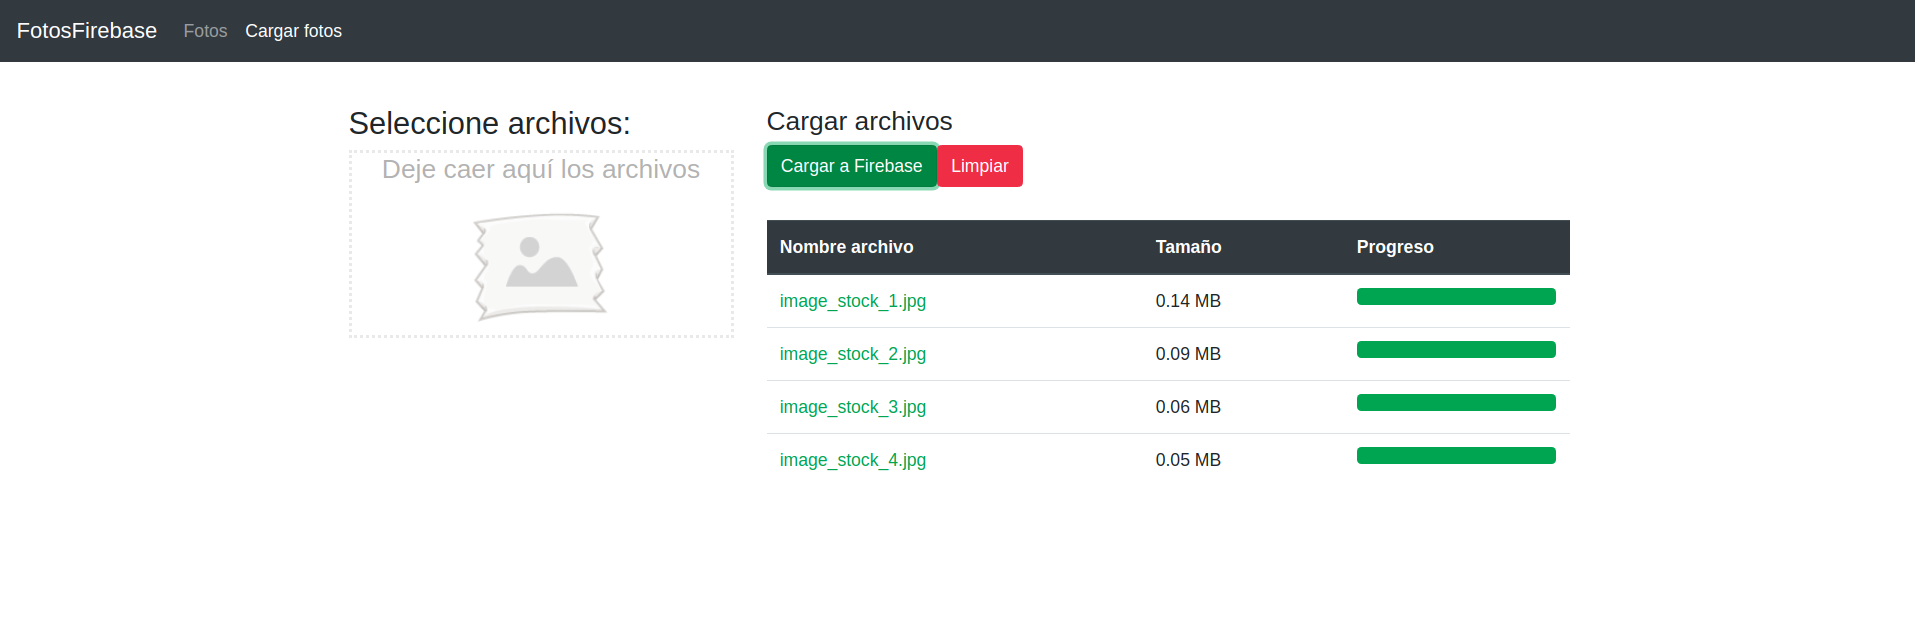 FotosFirebase Fotos Cargar fotos
Seleccione archivos:
Deje caer aquí los archivos
Cargar archivos
Cargar a Firebase Limpiar
Nombre archivo Tamaño Progreso
image_stock_1.jpg 0.14 MB
image_stock_2.jpg 0.09 MB
image_stock_3.jpg 0.06 MB
image_stock_4.jpg 0.05 MB